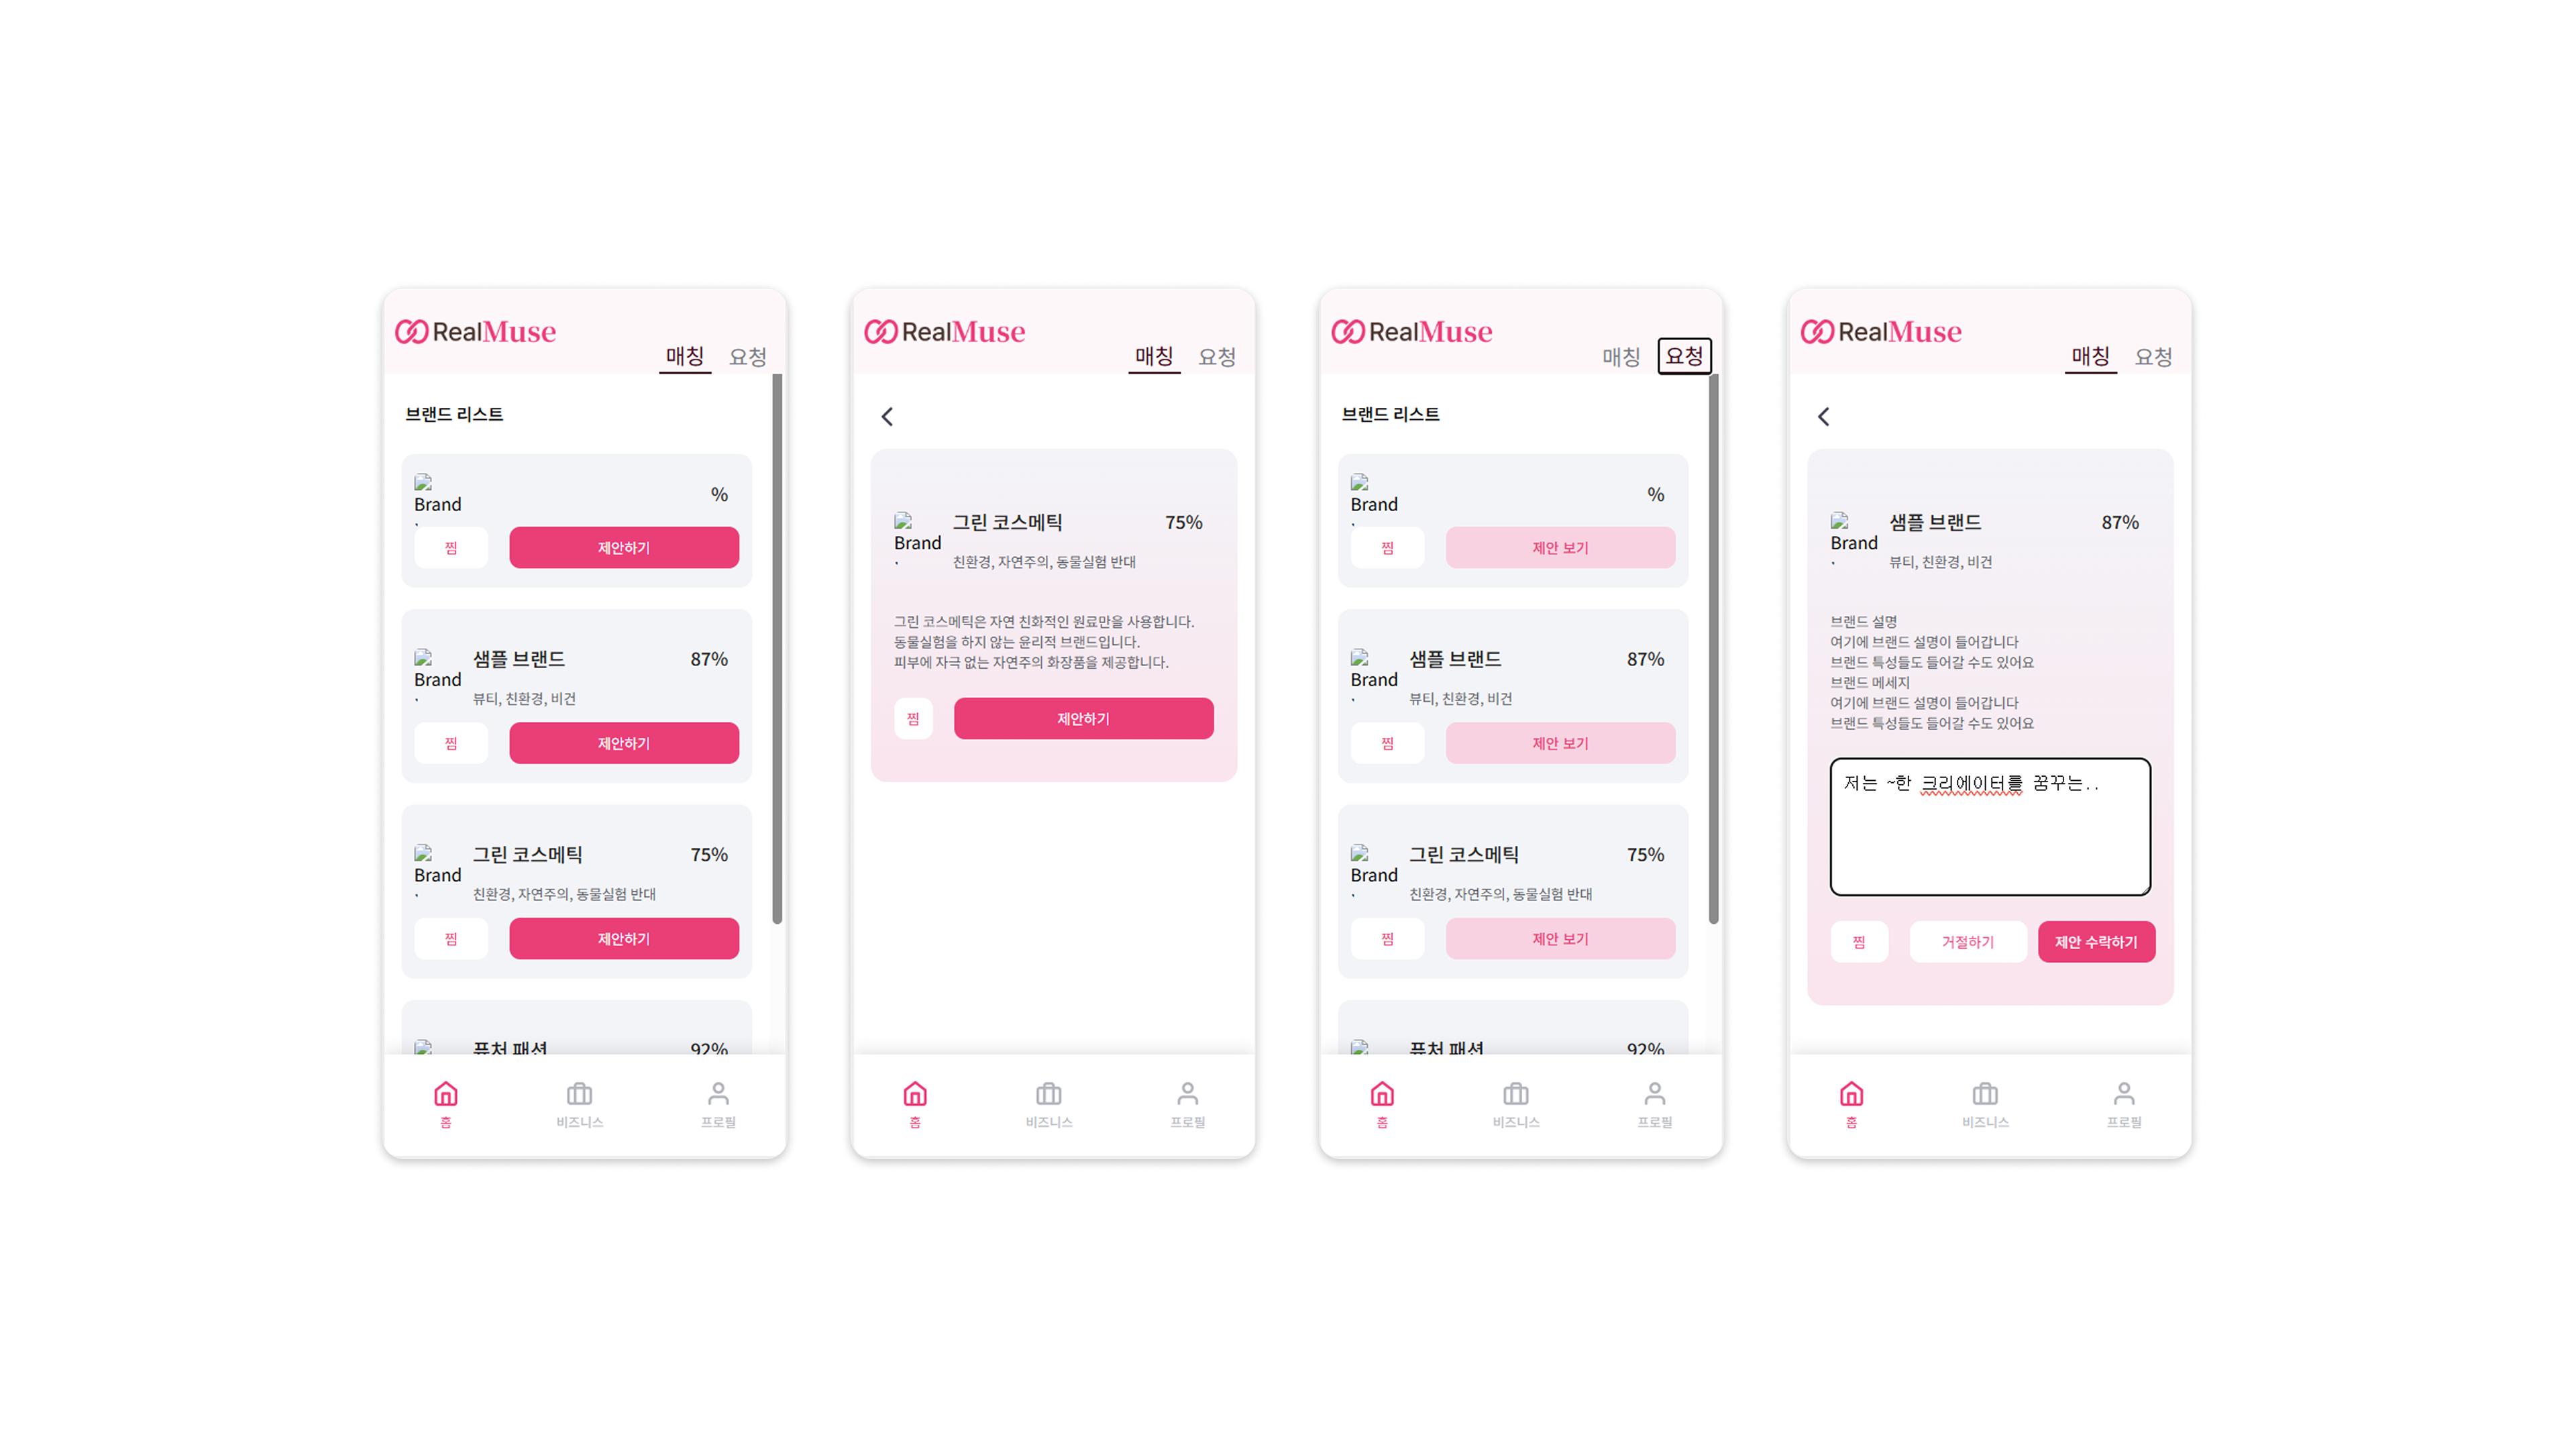 RealMuse
매칭 요청
브랜드 리스트
Brand
%
찜 제안하기
샘플 브랜드 87%
Brand
뷰티, 친환경, 비건
찜 제안하기
그린 코스메틱 75%
Brand
친환경, 자연주의, 동물실험 반대
찜 제안하기
퓨처 패션 92%
홈 비즈니스 프로필
RealMuse
매칭 요청
그린 코스메틱 75%
Brand
친환경, 자연주의, 동물실험 반대
그린 코스메틱은 자연 친화적인 원료만을 사용합니다.
동물실험을 하지 않는 윤리적 브랜드입니다.
피부에 자극 없는 자연주의 화장품을 제공합니다.
찜 제안하기
홈 비즈니스 프로필
RealMuse
매칭 요청
브랜드 리스트
Brand
%
찜 제안 보기
샘플 브랜드 87%
Brand
뷰티, 친환경, 비건
찜 제안 보기
그린 코스메틱 75%
Brand
친환경, 자연주의, 동물실험 반대
찜 제안 보기
퓨처 패션 92%
홈 비즈니스 프로필
RealMuse
매칭 요청
샘플 브랜드 87%
Brand
뷰티, 친환경, 비건
브랜드 설명
여기에 브랜드 설명이 들어갑니다
브랜드 특성들도 들어갈 수도 있어요
브랜드 메세지
여기에 브랜드 설명이 들어갑니다
브랜드 특성들도 들어갈 수도 있어요
저는 ~한 크리에이터를 꿈꾸는..
찜 거절하기 제안 수락하기
홈 비즈니스 프로필